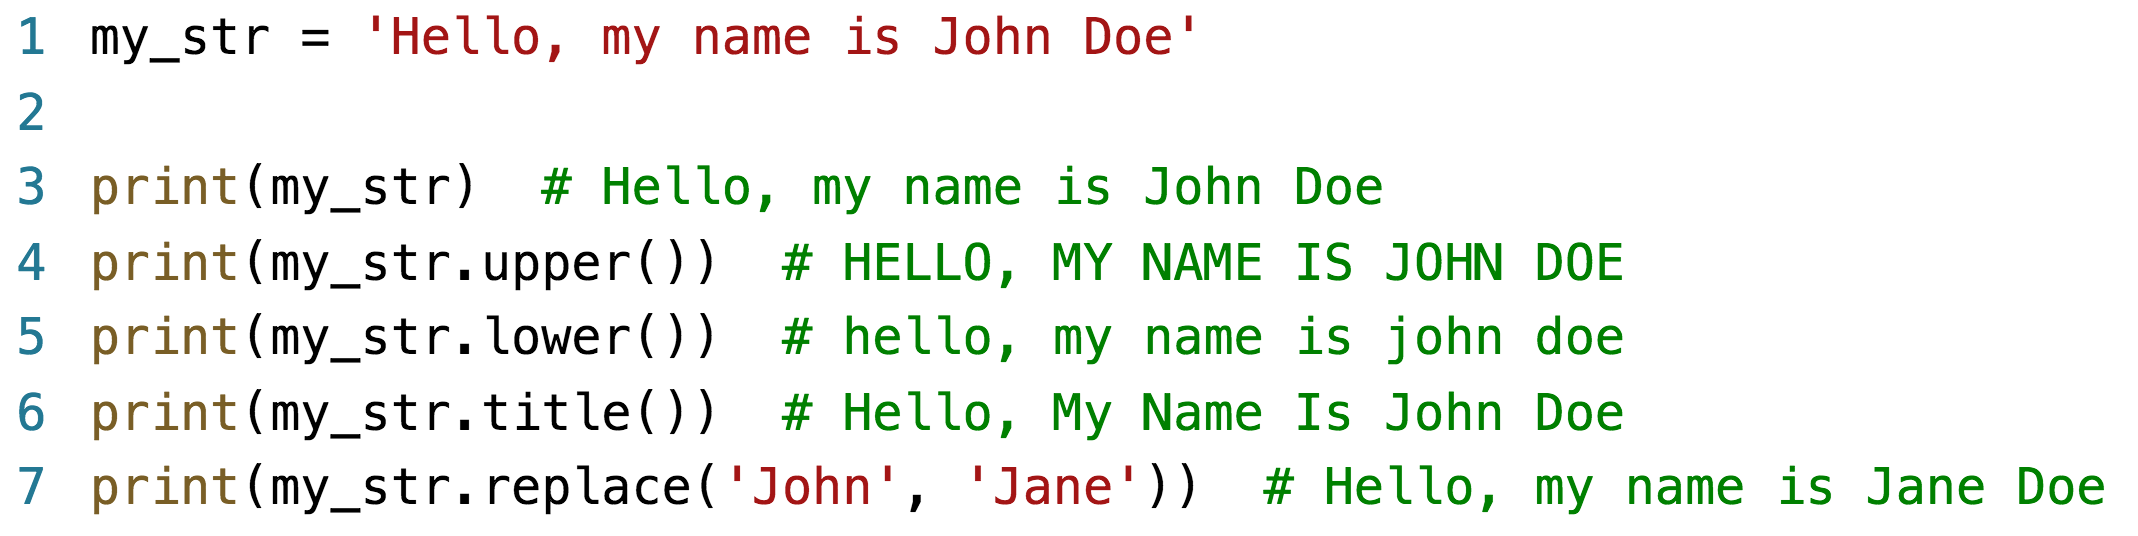 1 my_str = 'Hello, my name is John Doe'
2
3 print(my_str)  # Hello, my name is John Doe
4 print(my_str.upper())  # HELLO, MY NAME IS JOHN DOE
5 print(my_str.lower())  # hello, my name is john doe
6 print(my_str.title())  # Hello, My Name Is John Doe
7 print(my_str.replace('John', 'Jane'))  # Hello, my name is Jane Doe